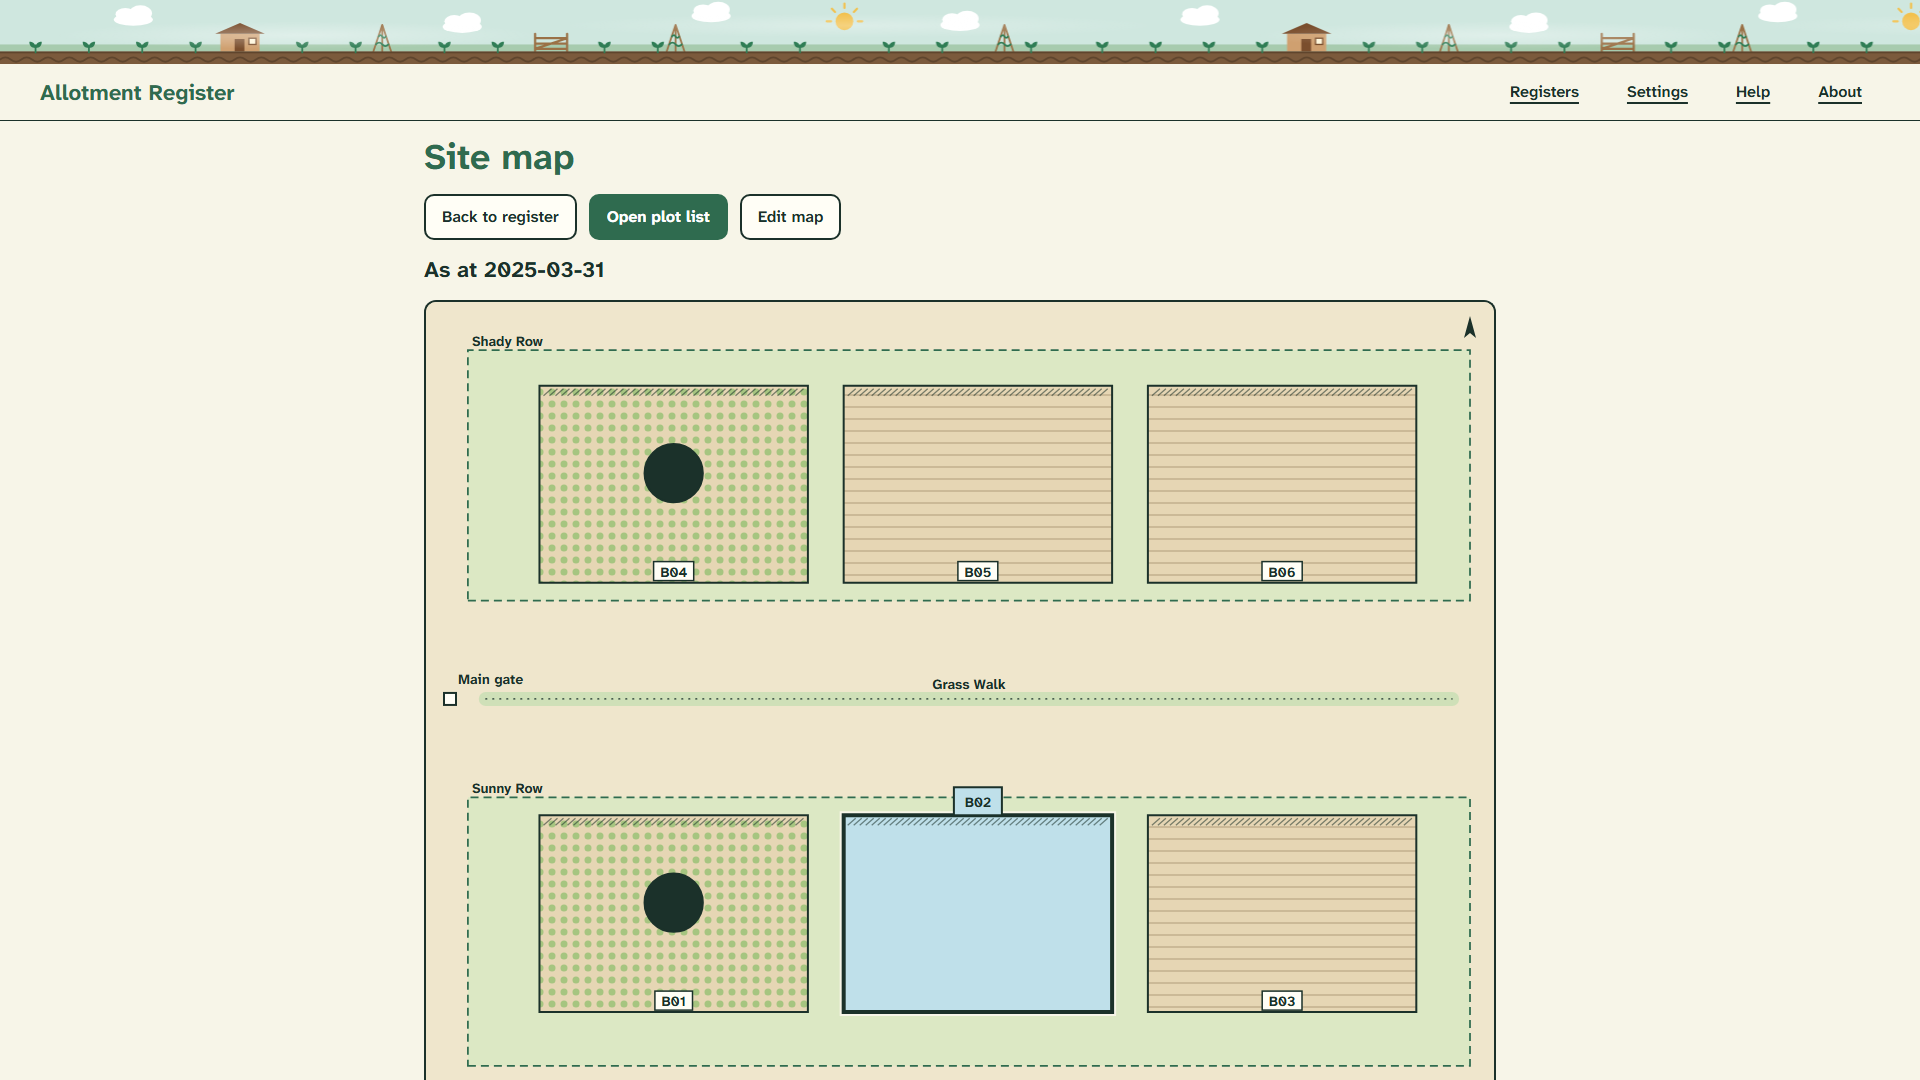 Allotment Register
Registers Settings Help About
Site map
Back to register Open plot list Edit map
As at 2025-03-31
Shady Row
B04 B05 B06
Main gate
Grass Walk
Sunny Row
B02
B01 B03